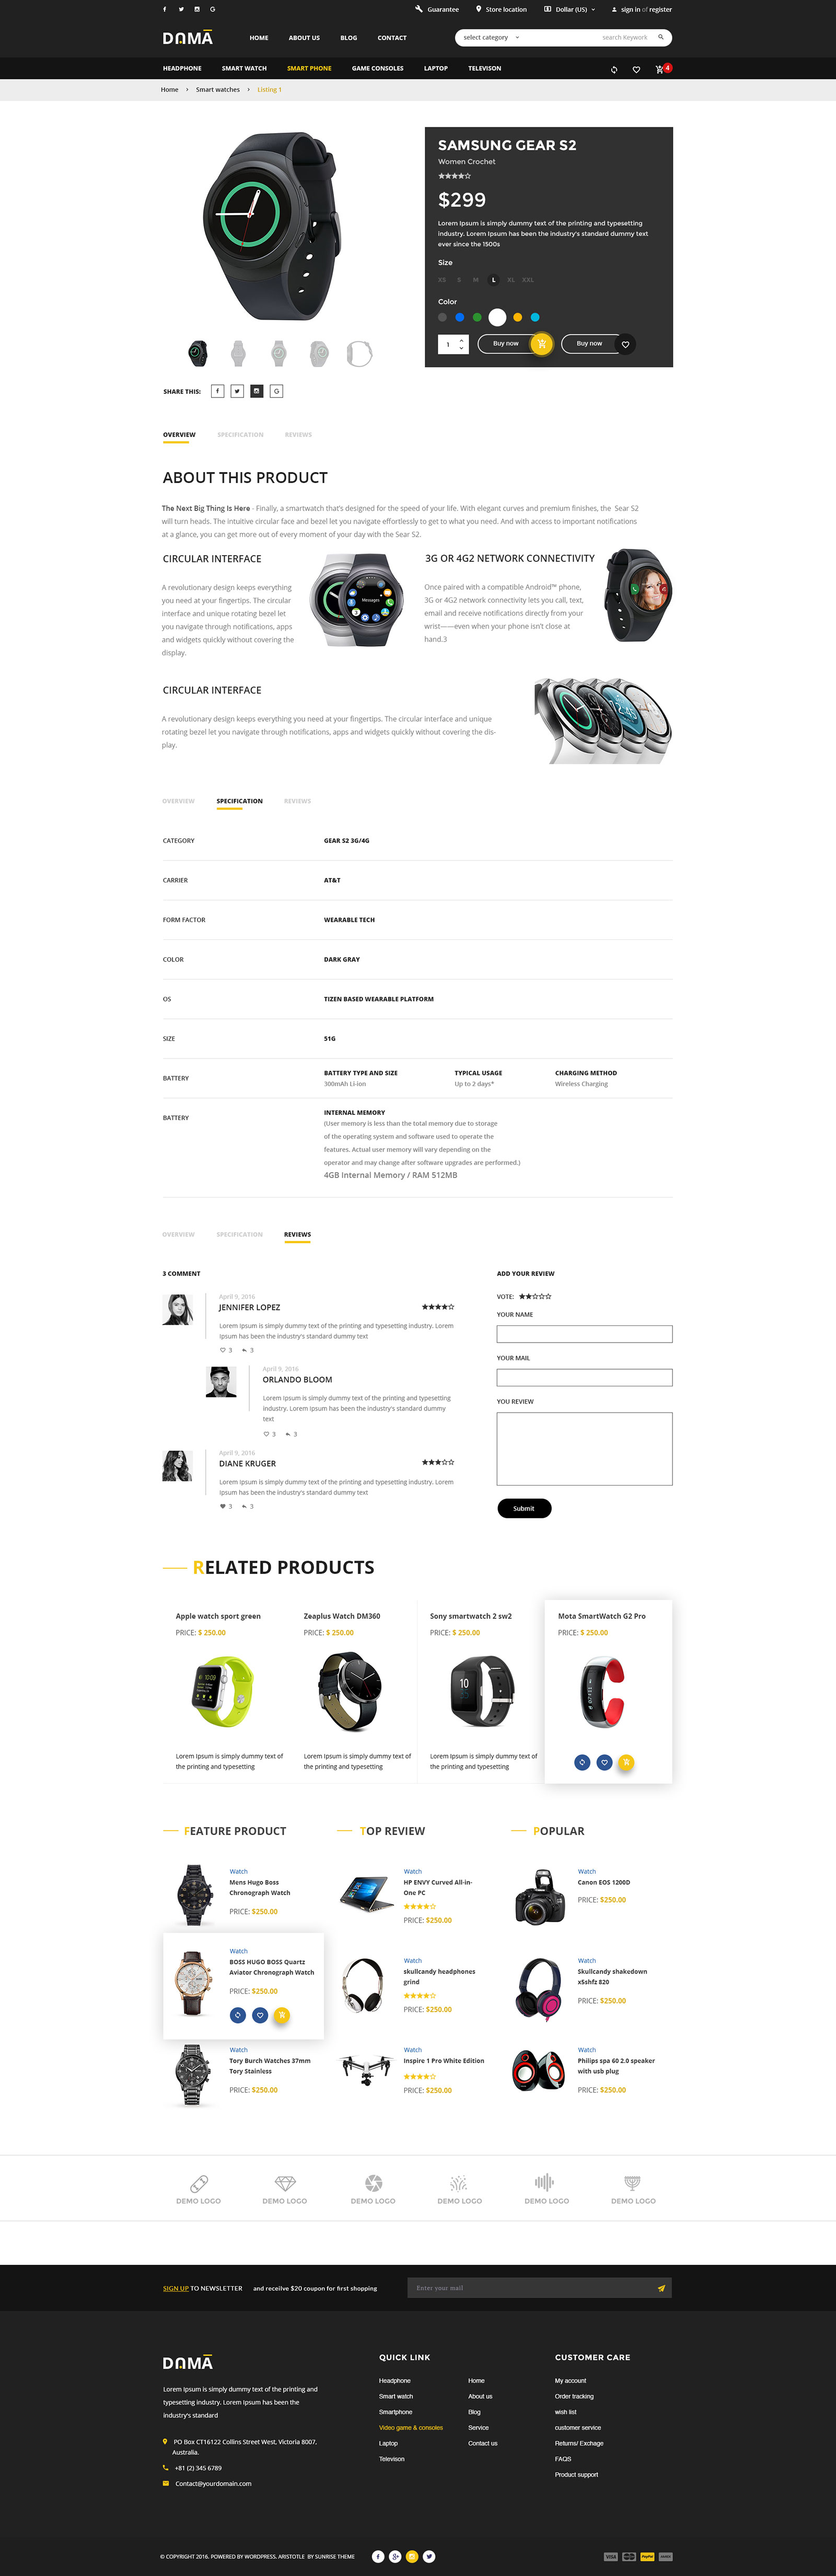 Guarantee Store location Dollar (US) sign in of register
DOMA HOME ABOUT US BLOG CONTACT select category search Keywork
HEADPHONE SMART WATCH SMART PHONE GAME CONSOLES LAPTOP TELEVISON 4
Home > Smart watches > Listing 1
SAMSUNG GEAR S2
Women Crochet
$299
Lorem Ipsum is simply dummy text of the printing and typesetting
industry. Lorem Ipsum has been the industry's standard dummy text
ever since the 1500s
Size
XS S M L XL XXL
Color
1 Buy now Buy now
SHARE THIS:
OVERVIEW SPECIFICATION REVIEWS
ABOUT THIS PRODUCT
The Next Big Thing Is Here - Finally, a smartwatch that's designed for the speed of your life. With elegant curves and premium finishes, the Sear S2
will turn heads. The intuitive circular face and bezel let you navigate effortlessly to get to what you need. And with access to important notifications
at a glance, you can get more out of every moment of your day with the Sear S2.
CIRCULAR INTERFACE
A revolutionary design keeps everything
you need at your fingertips. The circular
interface and unique rotating bezel let
you navigate through notifications, apps
and widgets quickly without covering the
display.
Messages
3G OR 4G2 NETWORK CONNECTIVITY
Once paired with a compatible Android™ phone,
3G or 4G2 network connectivity lets you call, text,
email and receive notifications directly from your
wrist——even when your phone isn't close at
hand.3
CIRCULAR INTERFACE
A revolutionary design keeps everything you need at your fingertips. The circular interface and unique
rotating bezel let you navigate through notifications, apps and widgets quickly without covering the dis-
play.
OVERVIEW SPECIFICATION REVIEWS
CATEGORY GEAR S2 3G/4G
CARRIER AT&T
FORM FACTOR WEARABLE TECH
COLOR DARK GRAY
OS TIZEN BASED WEARABLE PLATFORM
SIZE 51G
BATTERY BATTERY TYPE AND SIZE TYPICAL USAGE CHARGING METHOD
300mAh Li-ion Up to 2 days* Wireless Charging
BATTERY INTERNAL MEMORY
(User memory is less than the total memory due to storage
of the operating system and software used to operate the
features. Actual user memory will vary depending on the
operator and may change after software upgrades are performed.)
4GB Internal Memory / RAM 512MB
OVERVIEW SPECIFICATION REVIEWS
3 COMMENT
April 9, 2016
JENNIFER LOPEZ
Lorem Ipsum is simply dummy text of the printing and typesetting industry. Lorem
Ipsum has been the industry's standard dummy text
3 3
April 9, 2016
ORLANDO BLOOM
Lorem Ipsum is simply dummy text of the printing and typesetting
industry. Lorem Ipsum has been the industry's standard dummy
text
3 3
April 9, 2016
DIANE KRUGER
Lorem Ipsum is simply dummy text of the printing and typesetting industry. Lorem
Ipsum has been the industry's standard dummy text
3 3
ADD YOUR REVIEW
VOTE:
YOUR NAME
YOUR MAIL
YOU REVIEW
Submit
RELATED PRODUCTS
Apple watch sport green
PRICE: $ 250.00
10:09
Lorem Ipsum is simply dummy text of
the printing and typesetting
Zeaplus Watch DM360
PRICE: $ 250.00
Lorem Ipsum is simply dummy text of
the printing and typesetting
Sony smartwatch 2 sw2
PRICE: $ 250.00
10
Lorem Ipsum is simply dummy text of
the printing and typesetting
Mota SmartWatch G2 Pro
PRICE: $ 250.00
FEATURE PRODUCT
Watch
Mens Hugo Boss
Chronograph Watch
PRICE: $250.00
Watch
BOSS HUGO BOSS Quartz
Aviator Chronograph Watch
PRICE: $250.00
Watch
Tory Burch Watches 37mm
Tory Stainless
PRICE: $250.00
TOP REVIEW
Watch
HP ENVY Curved All-in-
One PC
PRICE: $250.00
Watch
skullcandy headphones
grind
PRICE: $250.00
Watch
Inspire 1 Pro White Edition
PRICE: $250.00
POPULAR
Watch
Canon EOS 1200D
PRICE: $250.00
Watch
Skullcandy shakedown
x5shfz 820
PRICE: $250.00
Watch
Philips spa 60 2.0 speaker
with usb plug
PRICE: $250.00
DEMO LOGO DEMO LOGO DEMO LOGO DEMO LOGO DEMO LOGO DEMO LOGO
SIGN UP TO NEWSLETTER and receilve $20 coupon for first shopping Enter your mail
DOMA
Lorem Ipsum is simply dummy text of the printing and
typesetting industry. Lorem Ipsum has been the
industry's standard
PO Box CT16122 Collins Street West, Victoria 8007,
Australia.
+81 (2) 345 6789
Contact@yourdomain.com
QUICK LINK
Headphone
Smart watch
Smartphone
Video game & consoles
Laptop
Televison
Home
About us
Blog
Service
Contact us
CUSTOMER CARE
My account
Order tracking
wish list
customer service
Returns/ Exchage
FAQS
Product support
© COPYRIGHT 2016. POWERED BY WORDPRESS. ARISTOTLE BY SUNRISE THEME
VISA PayPal